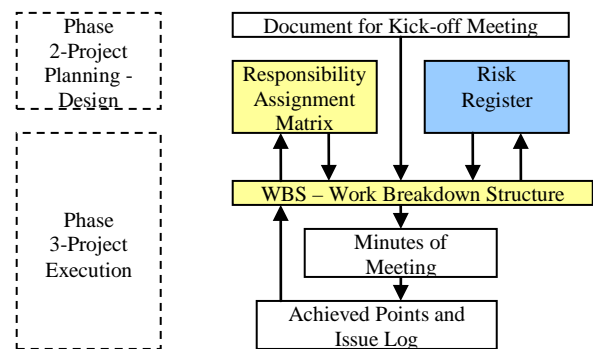 Phase
2-Project
Planning -
Design
Document for Kick-off Meeting
Responsibility
Assignment
Matrix
Risk
Register
WBS – Work Breakdown Structure
Phase
3-Project
Execution
Minutes of
Meeting
Achieved Points and
Issue Log